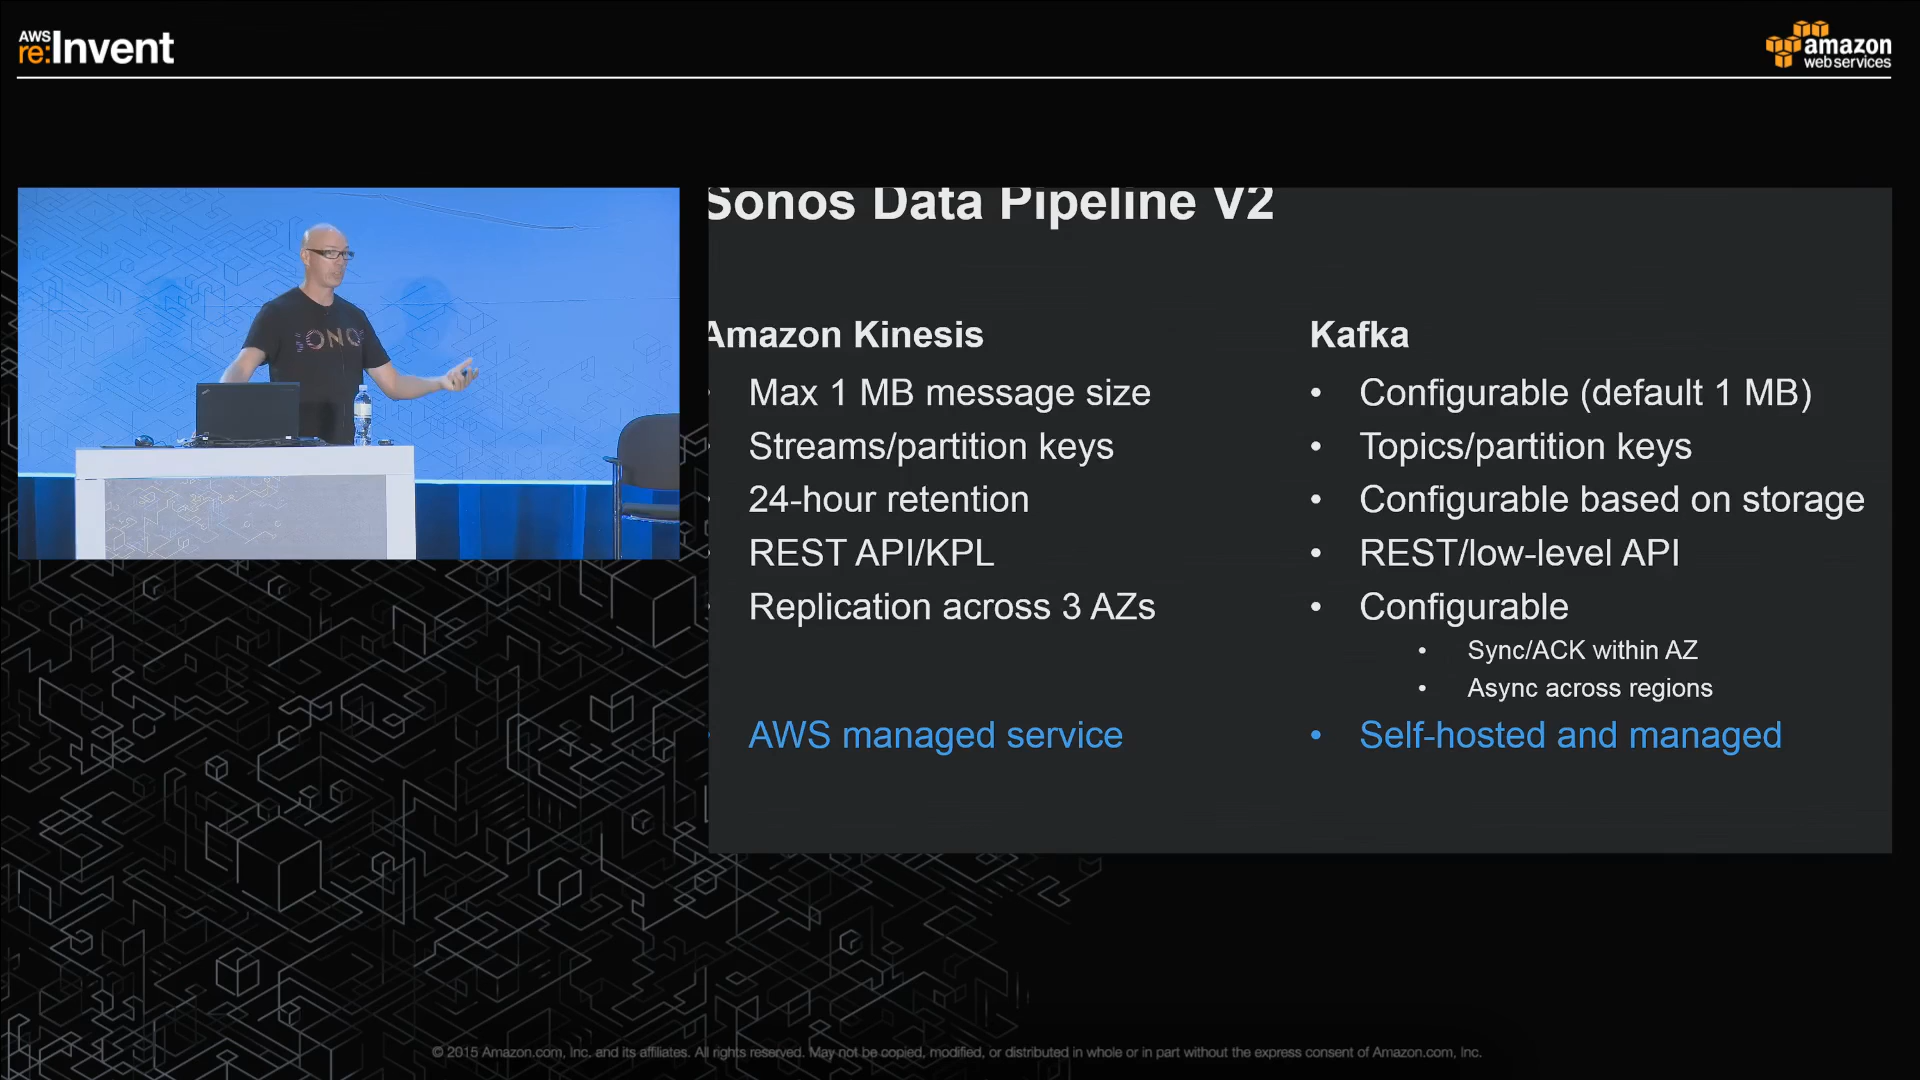 AWS
re:Invent
amazon
web services
SONOS
Sonos Data Pipeline V2
Amazon Kinesis
• Max 1 MB message size
• Streams/partition keys
• 24-hour retention
• REST API/KPL
• Replication across 3 AZs
• AWS managed service
Kafka
• Configurable (default 1 MB)
• Topics/partition keys
• Configurable based on storage
• REST/low-level API
• Configurable
• Sync/ACK within AZ
• Async across regions
• Self-hosted and managed
© 2015 Amazon.com, Inc. and its affiliates. All rights reserved. May not be copied, modified, or distributed in whole or in part without the express consent of Amazon.com, Inc.